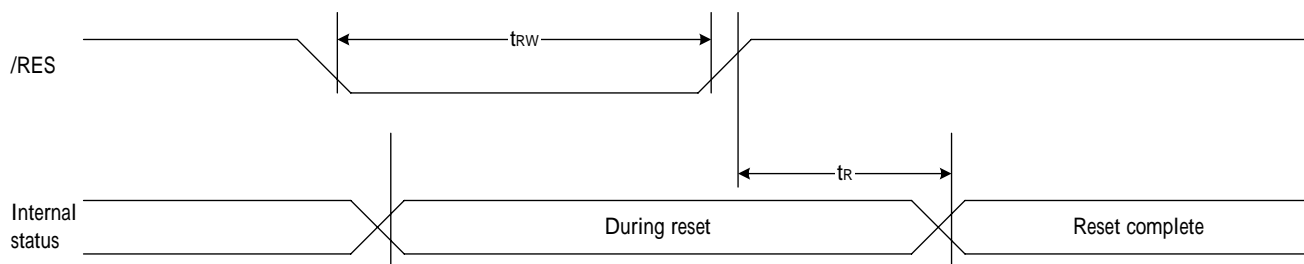 tRW
/RES
tR
Internal
status
During reset
Reset complete